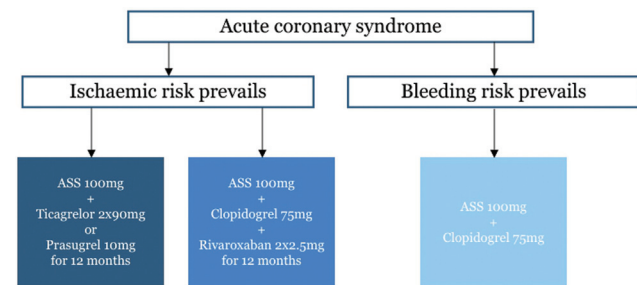 Acute coronary syndrome
Ischaemic risk prevails
Bleeding risk prevails
ASS 100mg
+
Ticagrelor 2x90mg
or
Prasugrel 10mg
for 12 months
ASS 100mg
+
Clopidogrel 75mg
+
Rivaroxaban 2x2.5mg
for 12 months
ASS 100mg
+
Clopidogrel 75mg